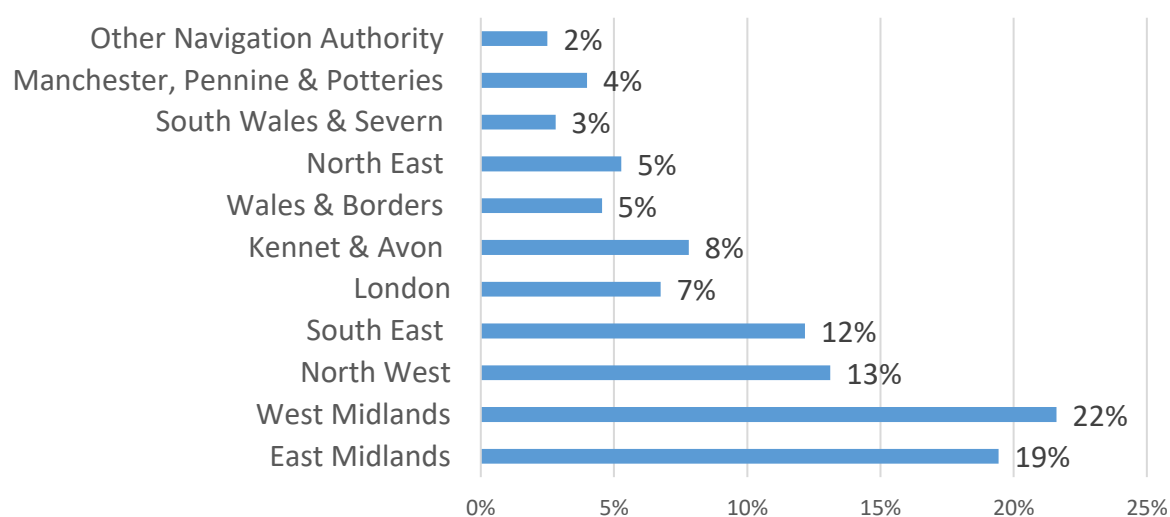 Other Navigation Authority 2%
Manchester, Pennine & Potteries 4%
South Wales & Severn 3%
North East 5%
Wales & Borders 5%
Kennet & Avon 8%
London 7%
South East 12%
North West 13%
West Midlands 22%
East Midlands 19%
0% 5% 10% 15% 20% 25%